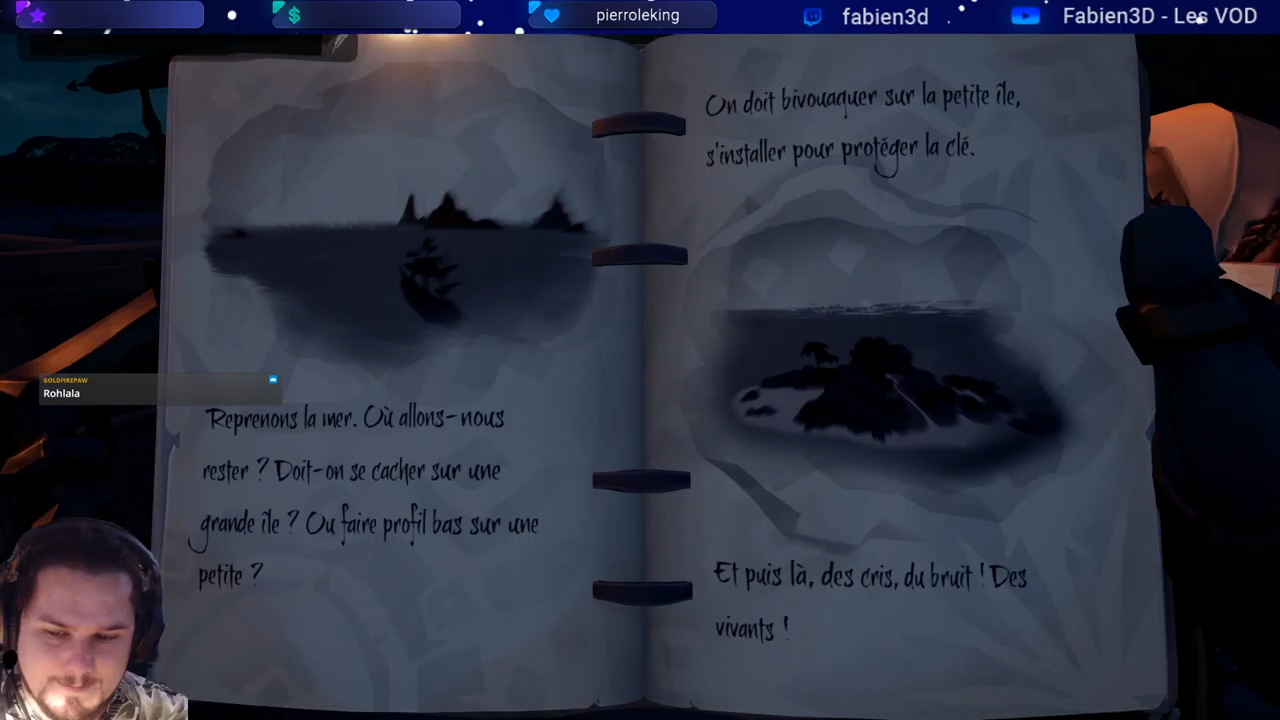 pierroleking
fabien3d
Fabien3D - Les VOD
On doit bivouaquer sur la petite île,
s'installer pour protéger la clé.
GOLDFIREPAW
Rohlala
Reprenons la mer. Où allons-nous
rester ? Doit-on se cacher sur une
grande île ? Ou faire profil bas sur une
petite ?
Et puis là, des cris, du bruit ! Des
vivants !